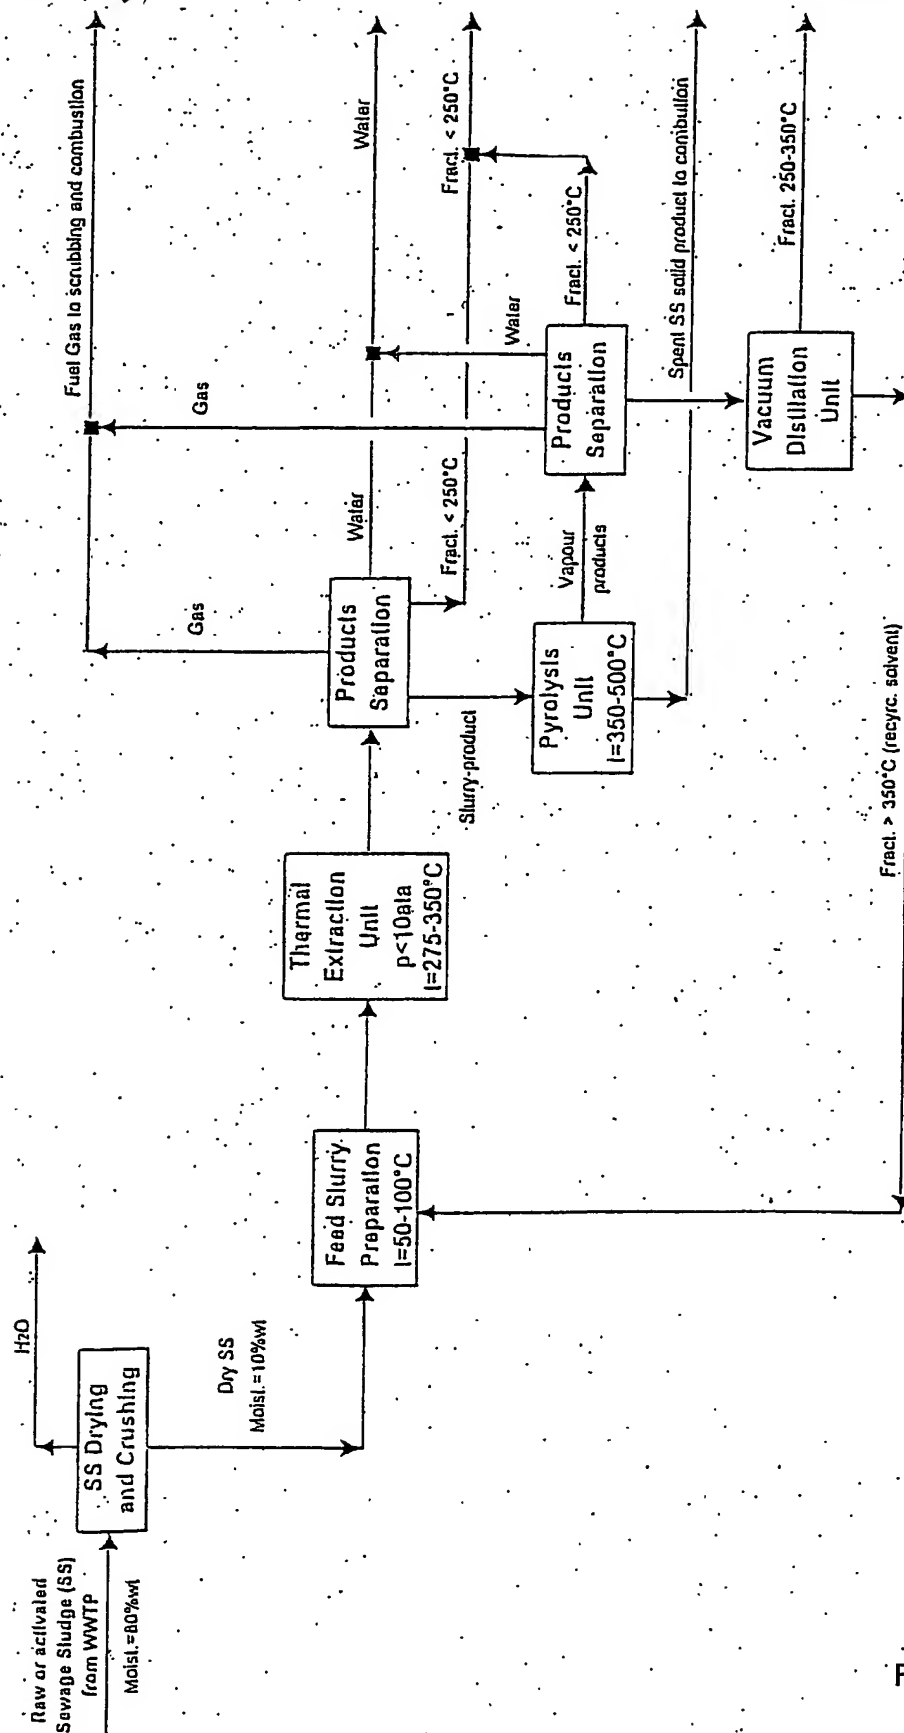 Raw or activated
Sewage Sludge (SS)
from WWTP
Moist.=80%wt
SS Drying
and Crushing
H2O
Dry SS
Moist.=10%wt
Feed Slurry
Preparation
t=50-100°C
Thermal
Extraction
Unit
p<10ata
t=275-350°C
Products
Separation
Gas
Water
Fract. < 250°C
Slurry-product
Pyrolysis
Unit
t=350-500°C
Vapour
products
Products
Separation
Gas
Water
Fract. < 250°C
Fuel Gas to scrubbing and combustion
Water
Fract. < 250°C
Spent SS solid product to combustion
Vacuum
Distillation
Unit
Fract. 250-350°C
Fract. > 350°C (recyrc. solvent)
F